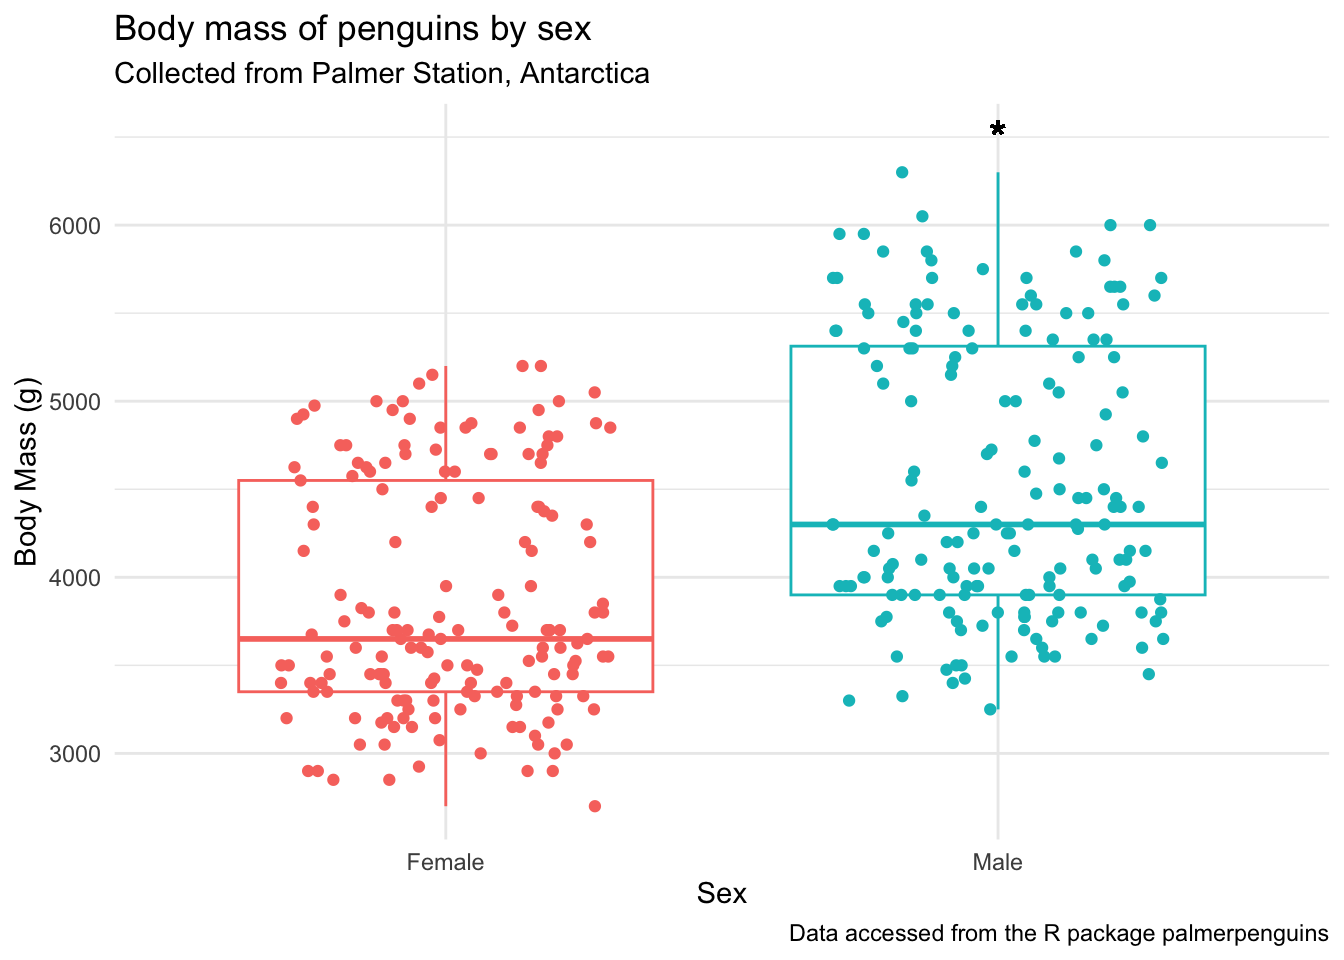 Body mass of penguins by sex
Collected from Palmer Station, Antarctica
*
6000
5000
4000
3000
Body Mass (g)
Female
Male
Sex
Data accessed from the R package palmerpenguins